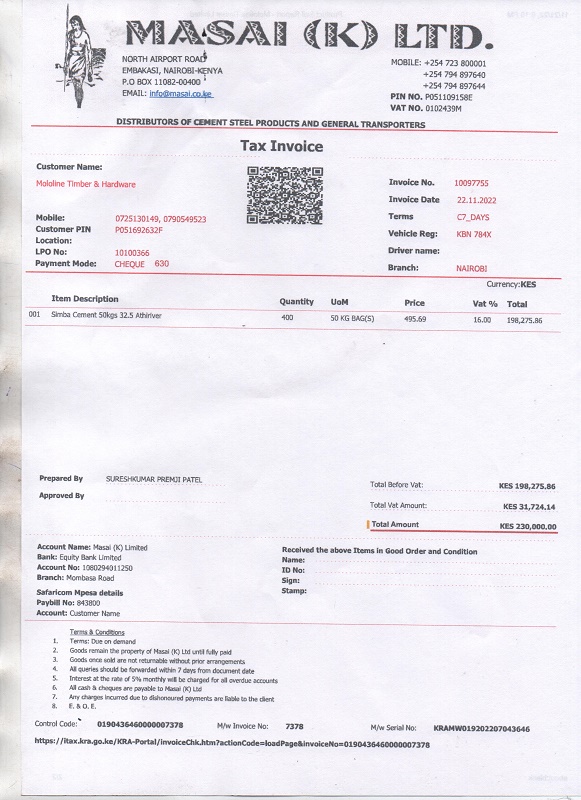 MASAI (K) LTD.
NORTH AIRPORT ROAD
EMBAKASI, NAIROBI-KENYA
P.O BOX 11082-00400
EMAIL: info@masai.co.ke
MOBILE: +254 723 800001
+254 794 897640
+254 794 897644
PIN NO. P051109158E
VAT NO. 0102439M
DISTRIBUTORS OF CEMENT STEEL PRODUCTS AND GENERAL TRANSPORTERS
Tax Invoice
Customer Name:
Mololine Timber & Hardware
Mobile: 0725130149, 0790549523
Customer PIN P051692632F
Location:
LPO No: 10100366
Payment Mode: CHEQUE 630
Invoice No. 10097755
Invoice Date 22.11.2022
Terms C7_DAYS
Vehicle Reg: KBN 784X
Driver name:
Branch: NAIROBI
Currency:KES
Item Description Quantity UoM Price Vat % Total
001 Simba Cement 50kgs 32.5 Athiriver 400 50 KG BAG(S) 495.69 16.00 198,275.86
Prepared By SURESHKUMAR PREMJI PATEL
Approved By
Total Before Vat: KES 198,275.86
Total Vat Amount: KES 31,724.14
Total Amount KES 230,000.00
Account Name: Masai (K) Limited
Bank: Equity Bank Limited
Account No: 1080294011250
Branch: Mombasa Road
Safaricom Mpesa details
Paybill No: 843800
Account: Customer Name
Received the above Items in Good Order and Condition
Name:
ID No:
Sign:
Stamp:
Terms & Conditions
1. Terms: Due on demand
2. Goods remain the property of Masai (K) Ltd until fully paid
3. Goods once sold are not returnable without prior arrangements
4. All queries should be forwarded within 7 days from document date
5. Interest at the rate of 5% monthly will be charged for all overdue accounts
6. All cash & cheques are payable to Masai (K) Ltd
7. Any charges incurred due to dishonoured payments are liable to the client
8. E. & O. E.
Control Code: 0190436460000007378 M/w Invoice No: 7378 M/w Serial No: KRAMW019202207043646
https://itax.kra.go.ke/KRA-Portal/invoiceChk.htm?actionCode=loadPage&invoiceNo=0190436460000007378